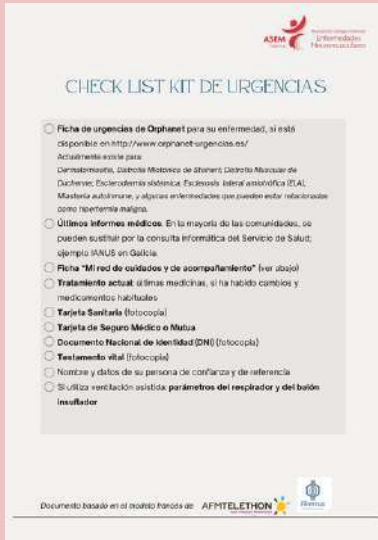 ASEM
Enfermedades
Neuromusculares
CHECK LIST KIT DE URGENCIAS
Ficha de urgencias de Orphanet para su enfermedad, si está
disponible en http://www.orphanet-urgencias.es/
Actualmente existe para:
Dermatomiositis, Distrofia Miotónica de Steinert; Distrofia Muscular de
Duchenne; Esclerodermia sistémica; Esclerosis lateral amiotrófica (ELA),
Miastenia autoinmune, y algunas enfermedades que pueden estar relacionadas
como hipertermia maligna.
Últimos informes médicos. En la mayoría de las comunidades, se
pueden sustituir por la consulta informática del Servicio de Salud;
ejemplo IANUS en Galicia.
Ficha "Mi red de cuidados y de acompañamiento" (ver abajo)
Tratamiento actual: últimas medicinas, si ha habido cambios y
medicamentos habituales
Tarjeta Sanitaria (fotocopia)
Tarjeta de Seguro Médico o Mutua
Documento Nacional de Identidad (DNI) (fotocopia)
Testamento vital (fotocopia)
Nombre y datos de su persona de confianza y de referencia
Si utiliza ventilación asistida: parámetros del respirador y del balón
insuflador
Documento basado en el modelo francés de AFMTELETHON